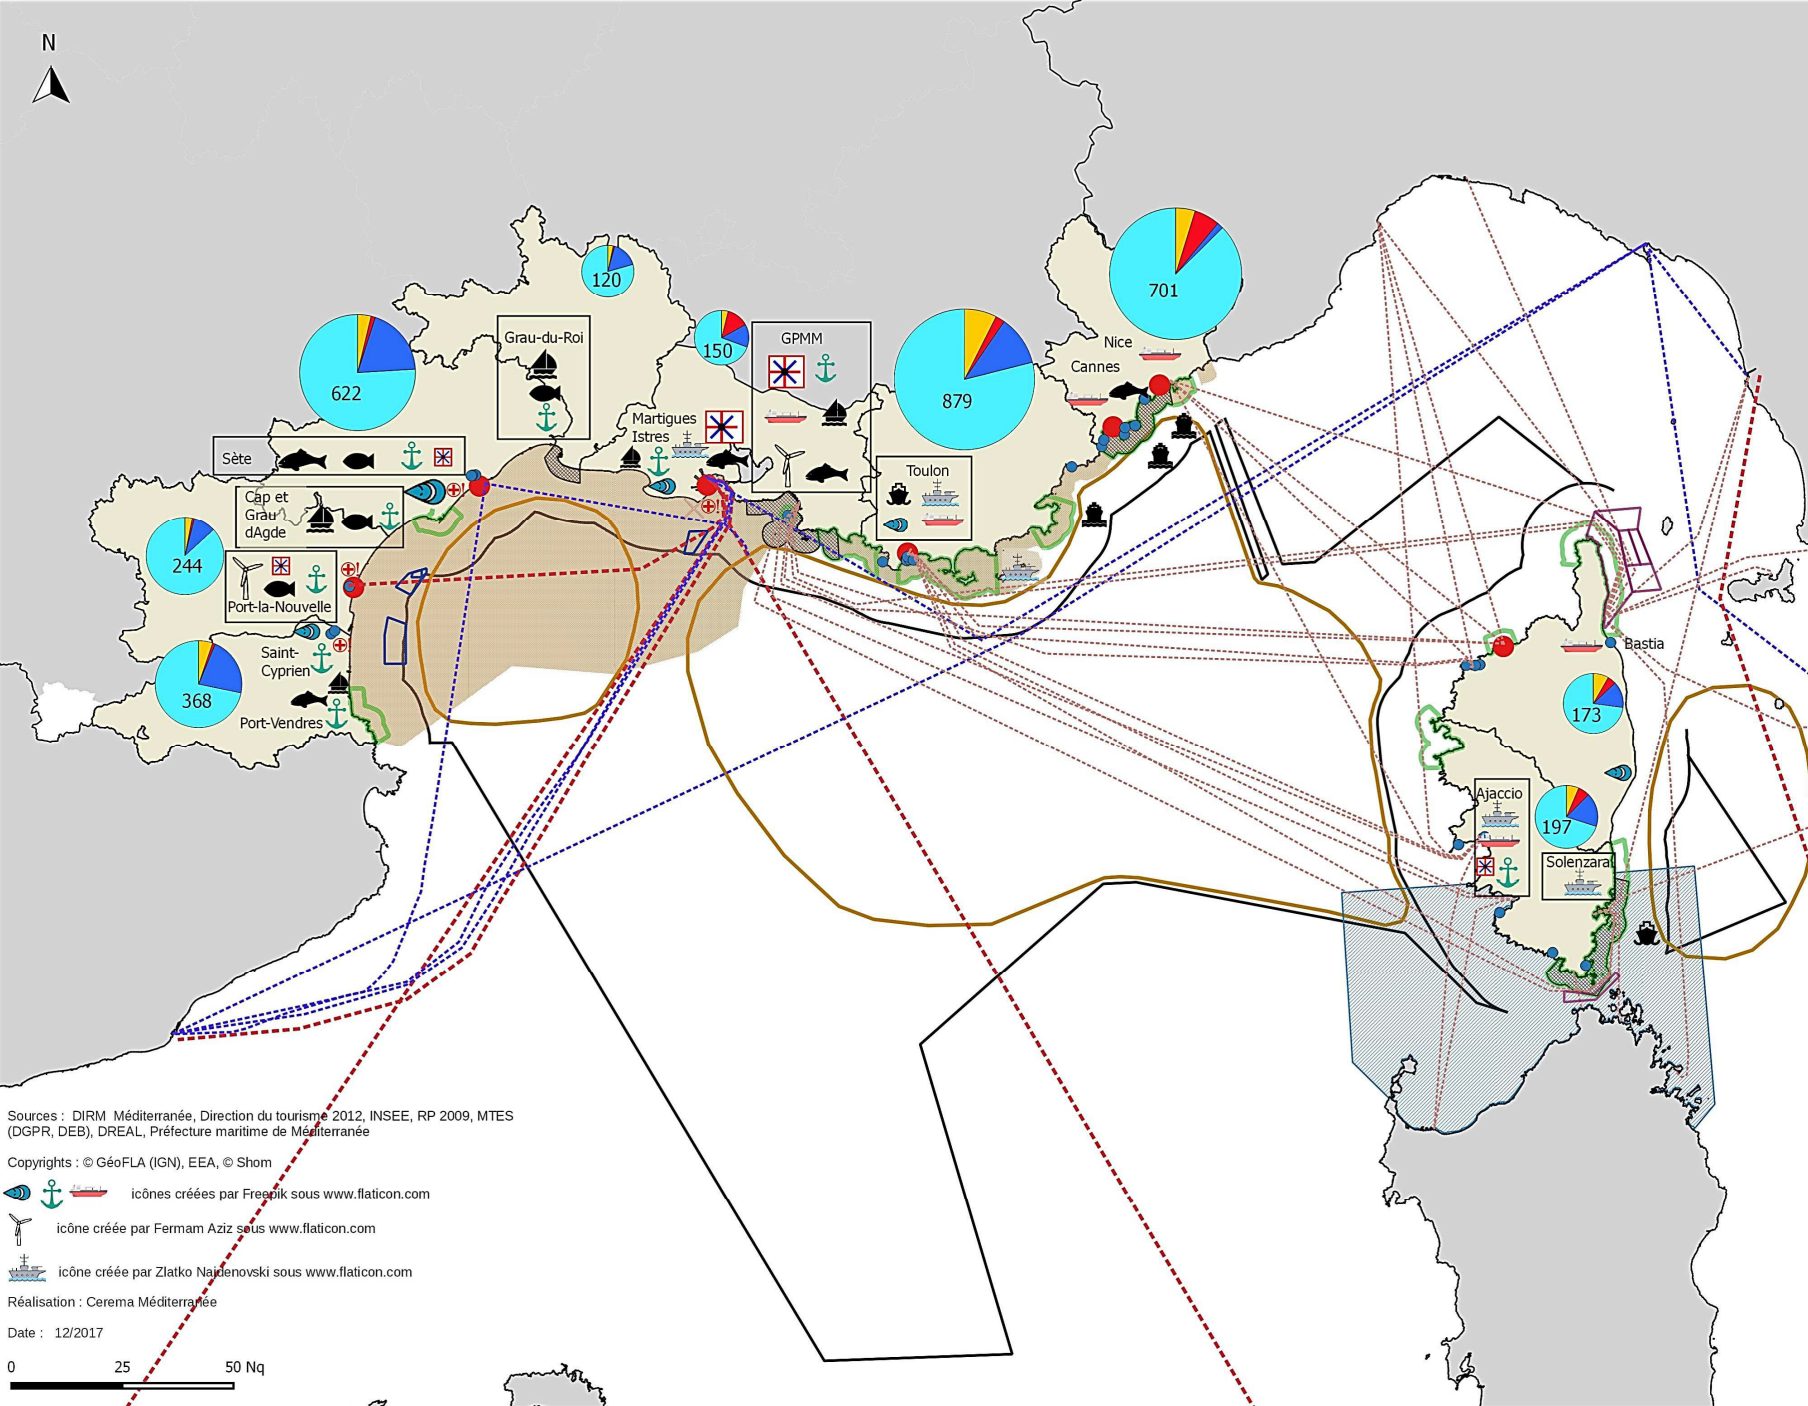 N
701
120
622
150
GPMM
Grau-du-Roi
Nice
Cannes
879
Martigues
Istres
Sète
Toulon
Cap et
Grau
dAgde
244
Port-la-Nouvelle
Saint-
Cyprien
368
Port-Vendres
Bastia
173
Ajaccio
197
Solenzara
Sources : DIRM Méditerranée, Direction du tourisme 2012, INSEE, RP 2009, MTES
(DGPR, DEB), DREAL, Préfecture maritime de Méditerranée
Copyrights : © GéoFLA (IGN), EEA, © Shom
icônes créées par Freepik sous www.flaticon.com
icône créée par Fermam Aziz sous www.flaticon.com
icône créée par Zlatko Najdenovski sous www.flaticon.com
Réalisation : Cerema Méditerranée
Date : 12/2017
0 25 50 Nq